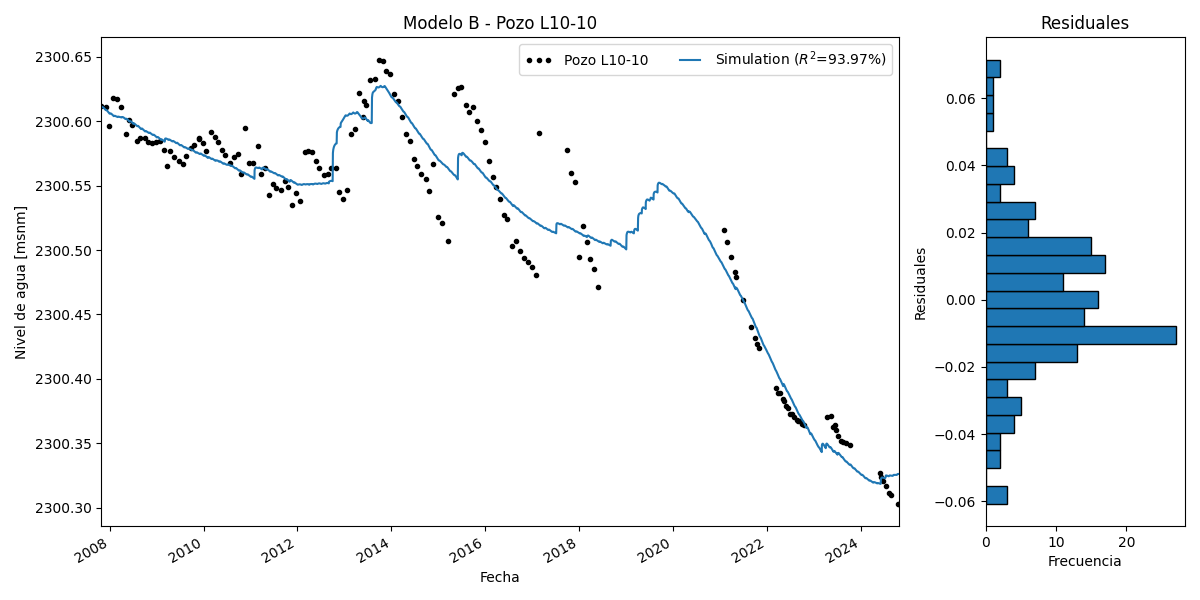 Modelo B - Pozo L10-10
Pozo L10-10
Simulation (R²=93.97%)
Nivel de agua [msnm]
2300.65
2300.60
2300.55
2300.50
2300.45
2300.40
2300.35
2300.30
2008 2010 2012 2014 2016 2018 2020 2022 2024
Fecha
Residuales
Residuales
0.06
0.04
0.02
0.00
−0.02
−0.04
−0.06
0 10 20
Frecuencia